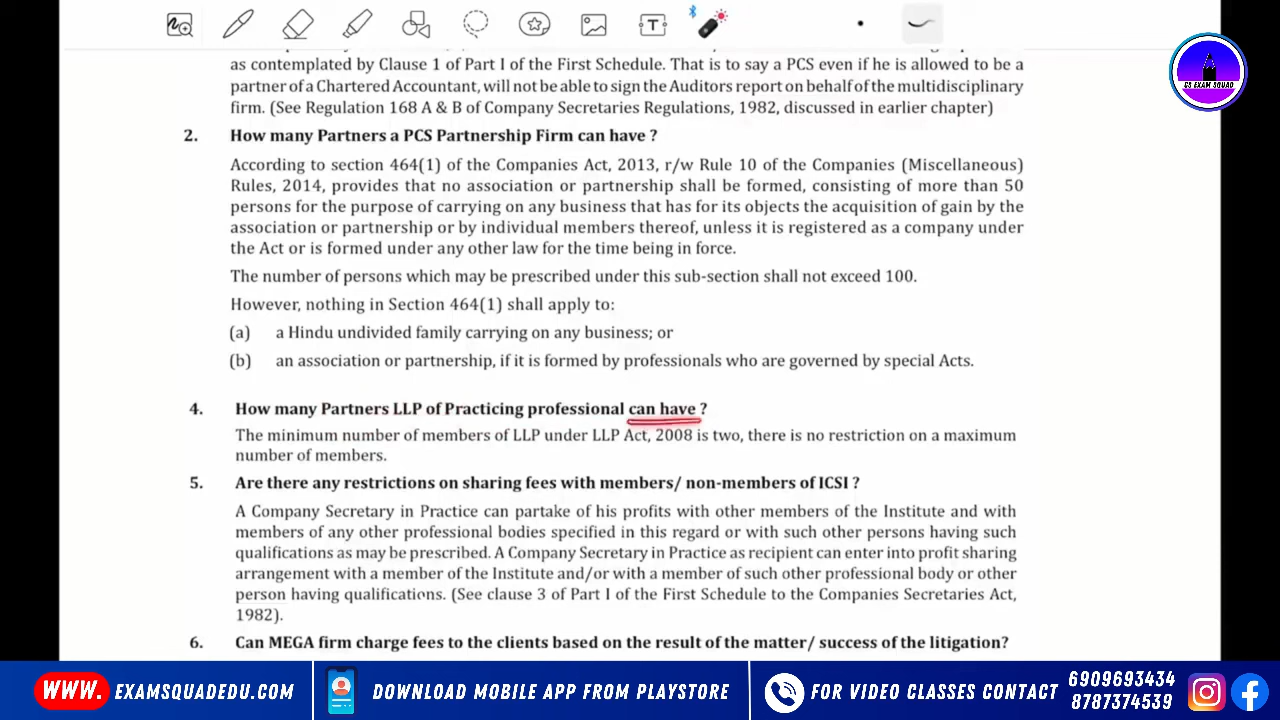 as contemplated by Clause 1 of Part I of the First Schedule. That is to say a PCS even if he is allowed to be a
partner of a Chartered Accountant, will not be able to sign the Auditors report on behalf of the multidisciplinary
firm. (See Regulation 168 A & B of Company Secretaries Regulations, 1982, discussed in earlier chapter)
CS EXAM SQUAD
2. How many Partners a PCS Partnership Firm can have ?
According to section 464(1) of the Companies Act, 2013, r/w Rule 10 of the Companies (Miscellaneous)
Rules, 2014, provides that no association or partnership shall be formed, consisting of more than 50
persons for the purpose of carrying on any business that has for its objects the acquisition of gain by the
association or partnership or by individual members thereof, unless it is registered as a company under
the Act or is formed under any other law for the time being in force.
The number of persons which may be prescribed under this sub-section shall not exceed 100.
However, nothing in Section 464(1) shall apply to:
(a) a Hindu undivided family carrying on any business; or
(b) an association or partnership, if it is formed by professionals who are governed by special Acts.
4. How many Partners LLP of Practicing professional can have ?
The minimum number of members of LLP under LLP Act, 2008 is two, there is no restriction on a maximum
number of members.
5. Are there any restrictions on sharing fees with members/ non-members of ICSI ?
A Company Secretary in Practice can partake of his profits with other members of the Institute and with
members of any other professional bodies specified in this regard or with such other persons having such
qualifications as may be prescribed. A Company Secretary in Practice as recipient can enter into profit sharing
arrangement with a member of the Institute and/or with a member of such other professional body or other
person having qualifications. (See clause 3 of Part I of the First Schedule to the Companies Secretaries Act,
1982).
6. Can MEGA firm charge fees to the clients based on the result of the matter/ success of the litigation?
WWW. EXAMSQUADEDU.COM
DOWNLOAD MOBILE APP FROM PLAYSTORE
FOR VIDEO CLASSES CONTACT
6909693434
8787374539